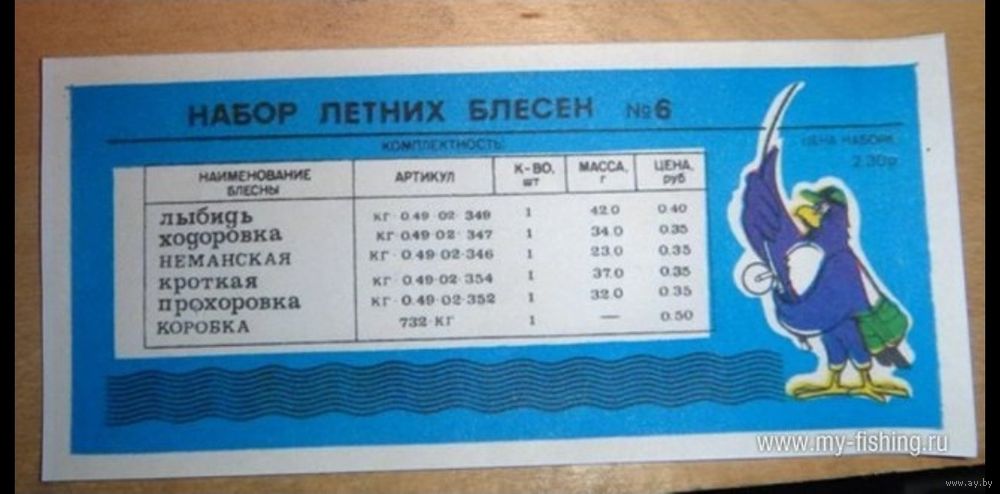 НАБОР ЛЕТНИХ БЛЕСЕН №6
КОМПЛЕКТНОСТЬ:
ЦЕНА НАБОРА,
2.30р
НАИМЕНОВАНИЕ БЛЕСНЫ АРТИКУЛ К-ВО, шт МАССА, г ЦЕНА, руб
лыбидь КГ-0.49-02-349 1 42.0 0.40
ходоровка КГ-0.49-02-347 1 34.0 0.35
НЕМАНСКАЯ КГ-0.49-02-346 1 23.0 0.35
кроткая КГ-0.49-02-354 1 37.0 0.35
прохоровка КГ-0.49-02-352 1 32.0 0.35
КОРОБКА 732-КГ 1 — 0.50
www.my-fishing.ru
www.ay.by